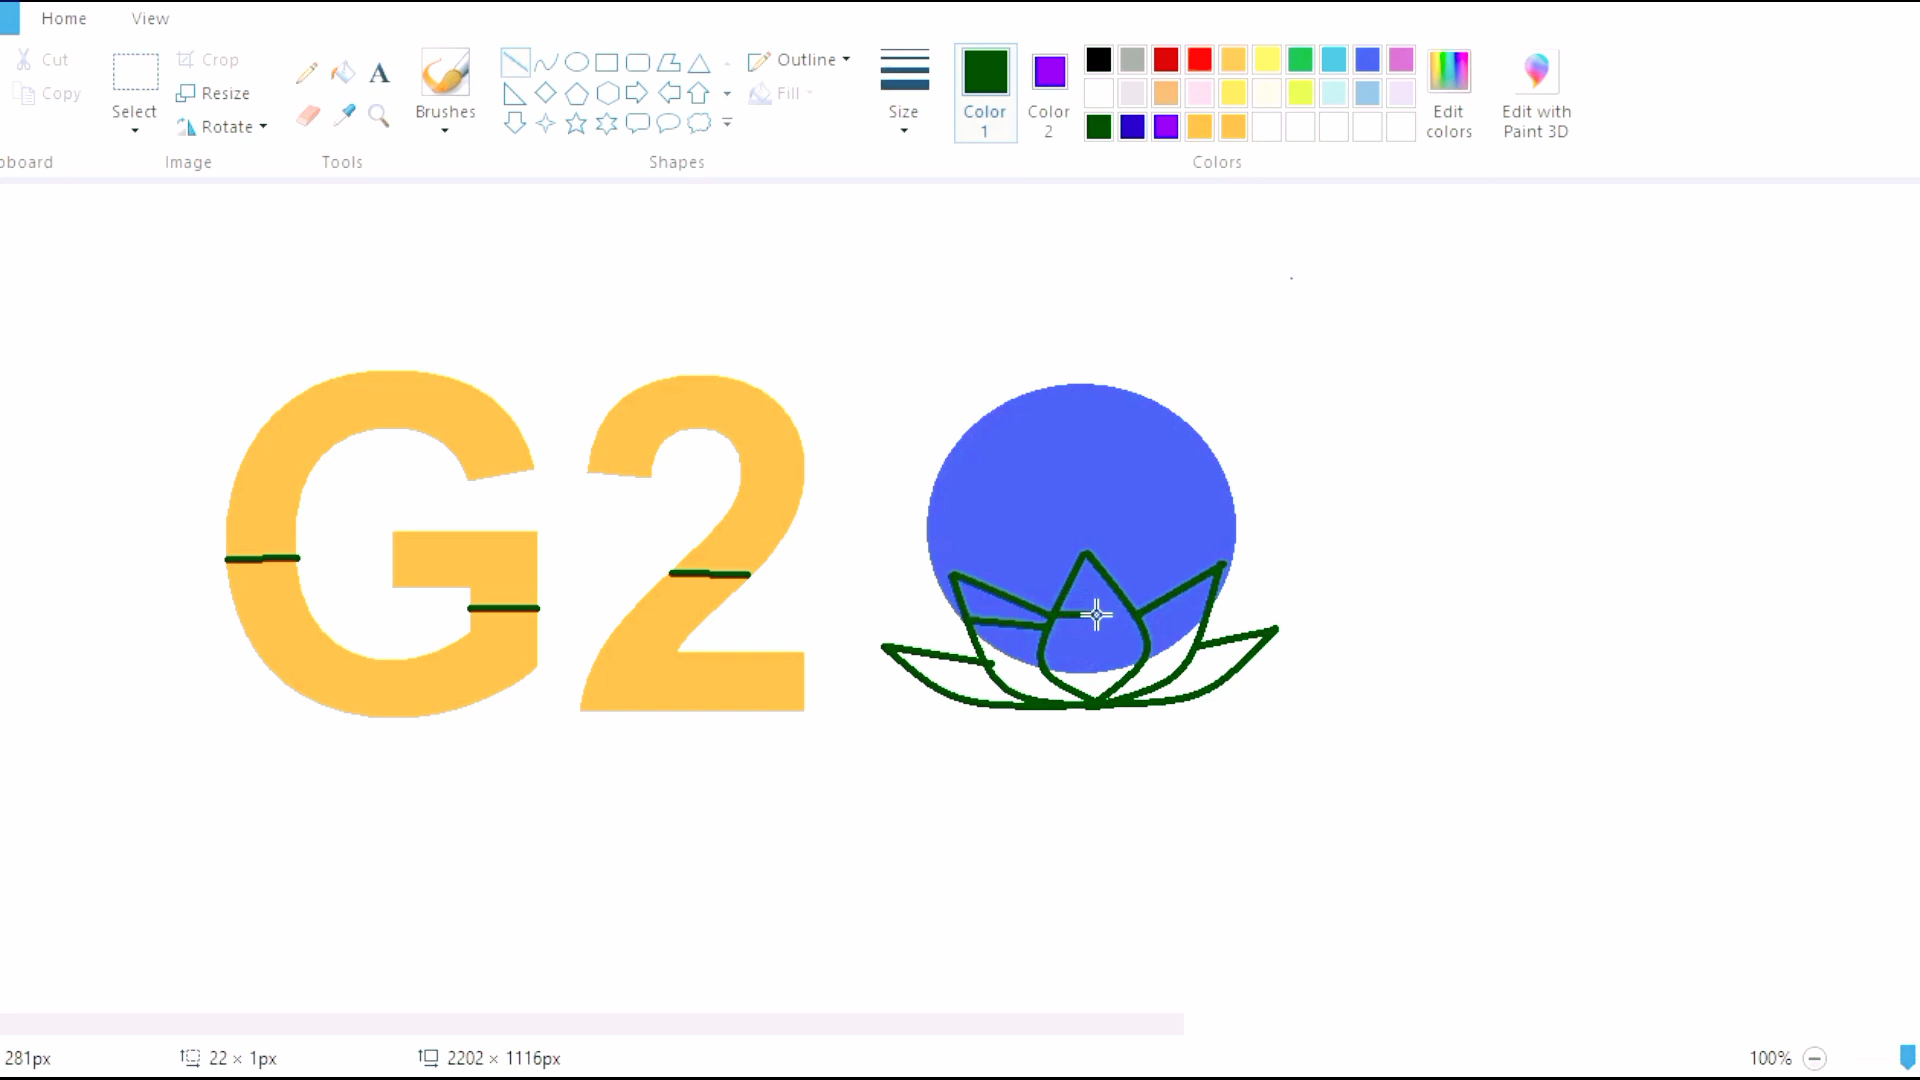 Home View
Cut
Copy
Select
Crop
Resize
Rotate
A
Brushes
Outline
Fill
Size
Color 1
Color 2
Edit colors
Edit with Paint 3D
oboard Image Tools Shapes Colors
G2
281px 22 × 1px 2202 × 1116px 100%